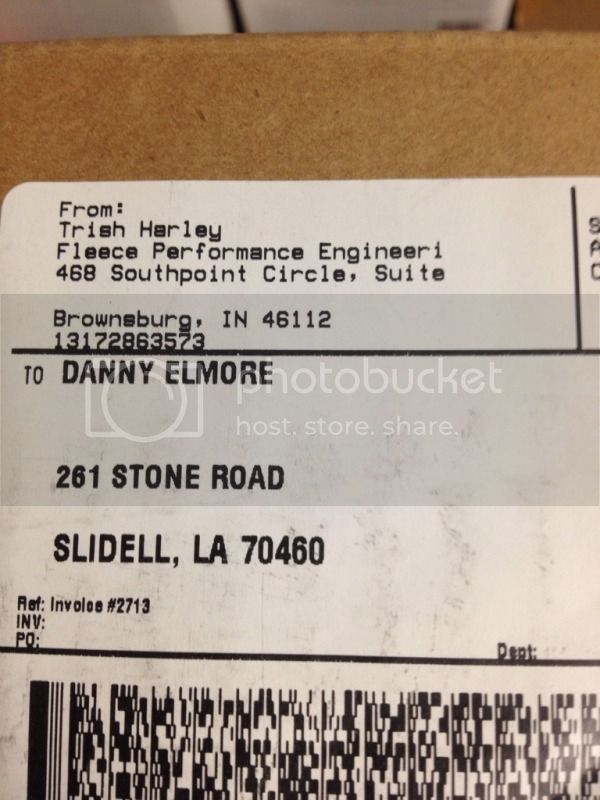 From:
Trish Harley
Fleece Performance Engineeri
468 Southpoint Circle, Suite
Brownsburg, IN 46112
13172863573
TO DANNY ELMORE
photobucket
host. store. share.
261 STONE ROAD
SLIDELL, LA 70460
Ref: Invoice #2713
INV:
PO:
Dept: